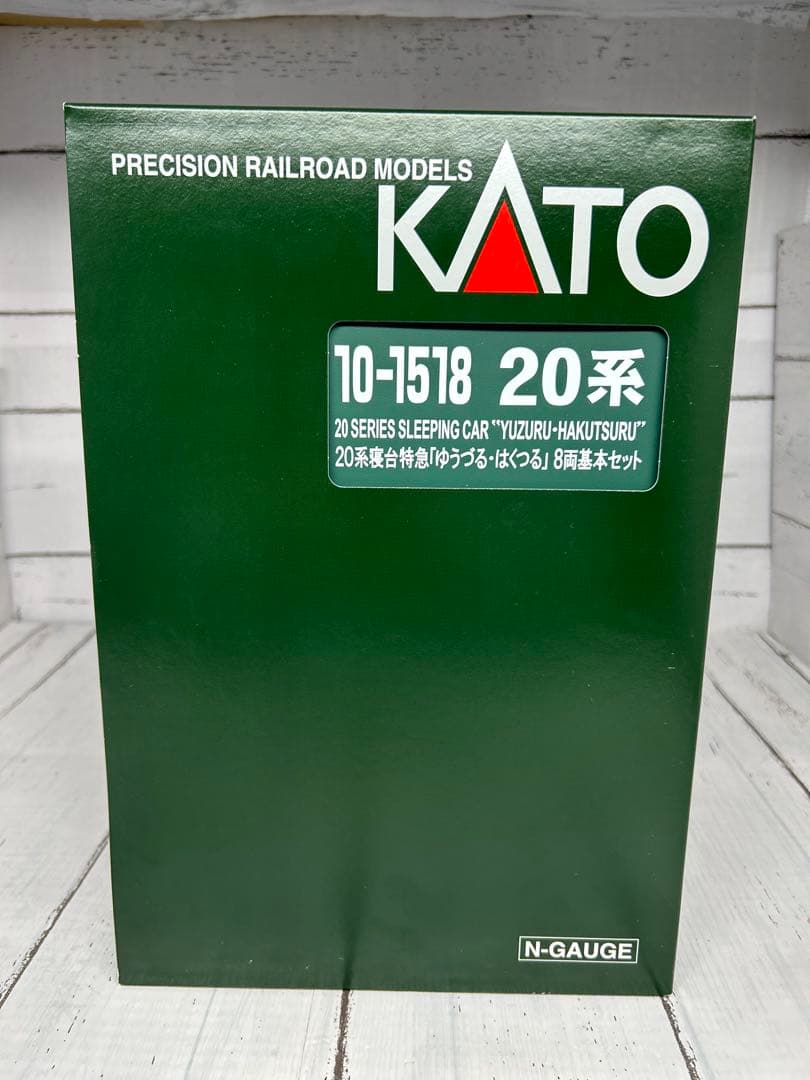 PRECISION RAILROAD MODELS
KATO
10-1518 20系
20 SERIES SLEEPING CAR "YUZURU・HAKUTSURU"
20系寝台特急「ゆうづる・はくつる」 8両基本セット
N-GAUGE